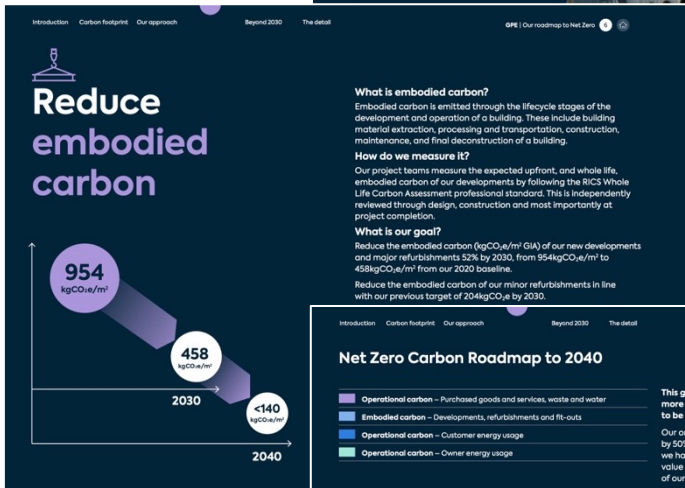 Introduction Carbon footprint Our approach Beyond 2030 The detail
GPE | Our roadmap to Net Zero 6
Reduce
embodied
carbon
What is embodied carbon?
Embodied carbon is emitted through the lifecycle stages of the
development and operation of a building. These include building
material extraction, processing and transportation, construction,
maintenance, and final deconstruction of a building.
How do we measure it?
Our project teams measure the expected upfront, and whole life,
embodied carbon of our developments by following the RICS Whole
Life Carbon Assessment professional standard. This is independently
reviewed through design, construction and most importantly at
project completion.
What is our goal?
Reduce the embodied carbon (kgCO₂e/m² GIA) of our new developments
and major refurbishments 52% by 2030, from 954kgCO₂e/m² to
458kgCO₂e/m² from our 2020 baseline.
Reduce the embodied carbon of our minor refurbishments in line
with our previous target of 204kgCO₂e by 2030.
954
kgCO₂e/m²
458
kgCO₂e/m²
2030
<140
kgCO₂e/m²
2040
Introduction Carbon footprint Our approach Beyond 2030 The detail
Net Zero Carbon Roadmap to 2040
Operational carbon – Purchased goods and services, waste and water
Embodied carbon – Developments, refurbishments and fit-outs
Operational carbon – Customer energy usage
Operational carbon – Owner energy usage
This g
more
to be
Our or
by 50%
we ha
value
of our